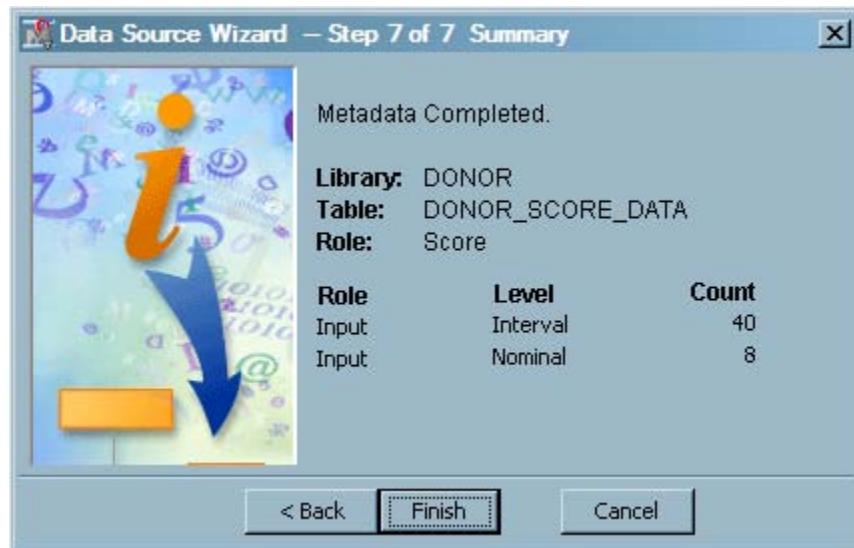 Data Source Wizard – Step 7 of 7 Summary
Metadata Completed.
Library: DONOR
Table: DONOR_SCORE_DATA
Role: Score
Role Level Count
Input Interval 40
Input Nominal 8
< Back Finish Cancel